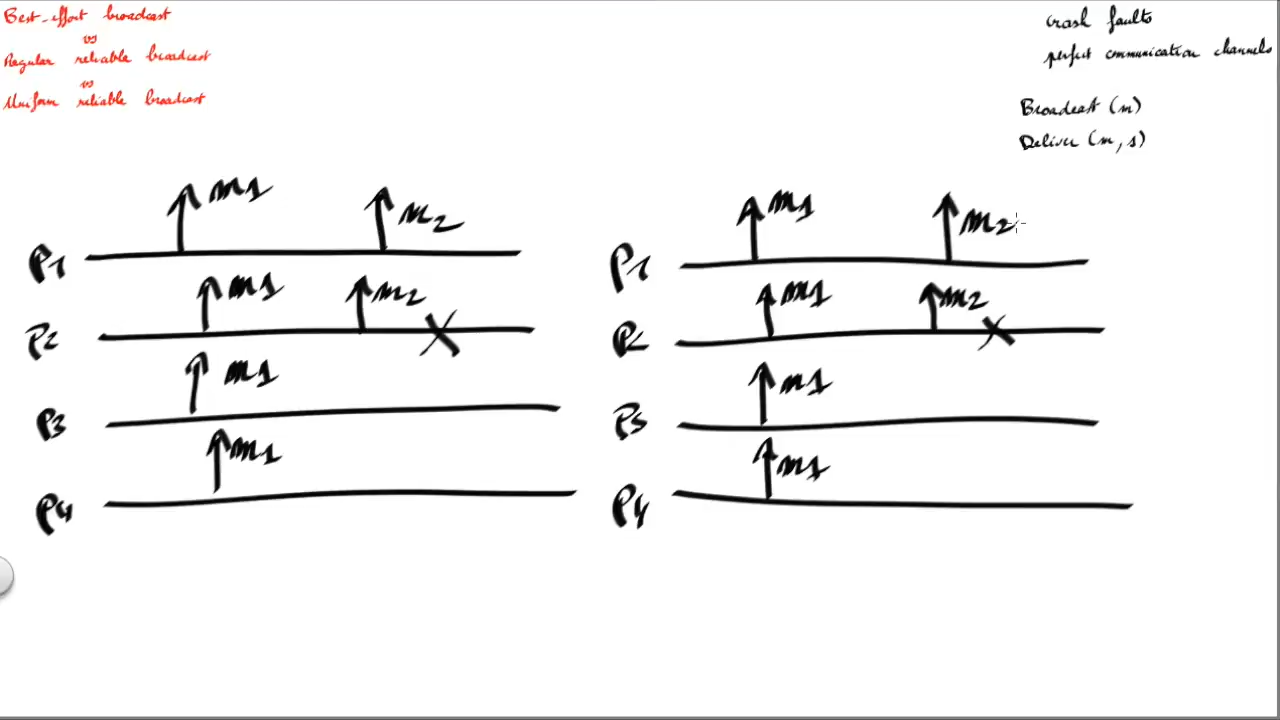 Best-effort broadcast
vs
Regular reliable broadcast
vs
Uniform reliable broadcast
crash faults
perfect communication channels
Broadcast (m)
Deliver (m, s)
m1 m2
P1
m1 m2
P2
m1
P3
m1
P4
m1 m2
P1
m1 m2
P2
m1
P3
m1
P4